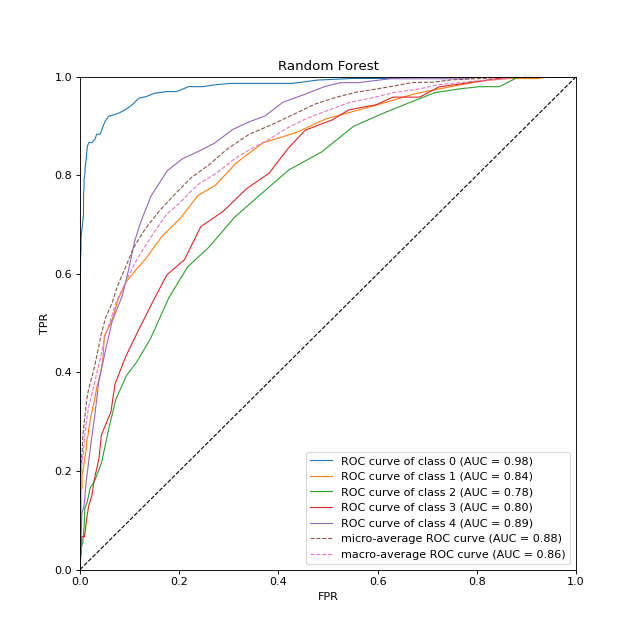 Random Forest
1.0
0.8
0.6
0.4
0.2
0.0
TPR
0.0
0.2
0.4
0.6
0.8
1.0
FPR
ROC curve of class 0 (AUC = 0.98)
ROC curve of class 1 (AUC = 0.84)
ROC curve of class 2 (AUC = 0.78)
ROC curve of class 3 (AUC = 0.80)
ROC curve of class 4 (AUC = 0.89)
micro-average ROC curve (AUC = 0.88)
macro-average ROC curve (AUC = 0.86)